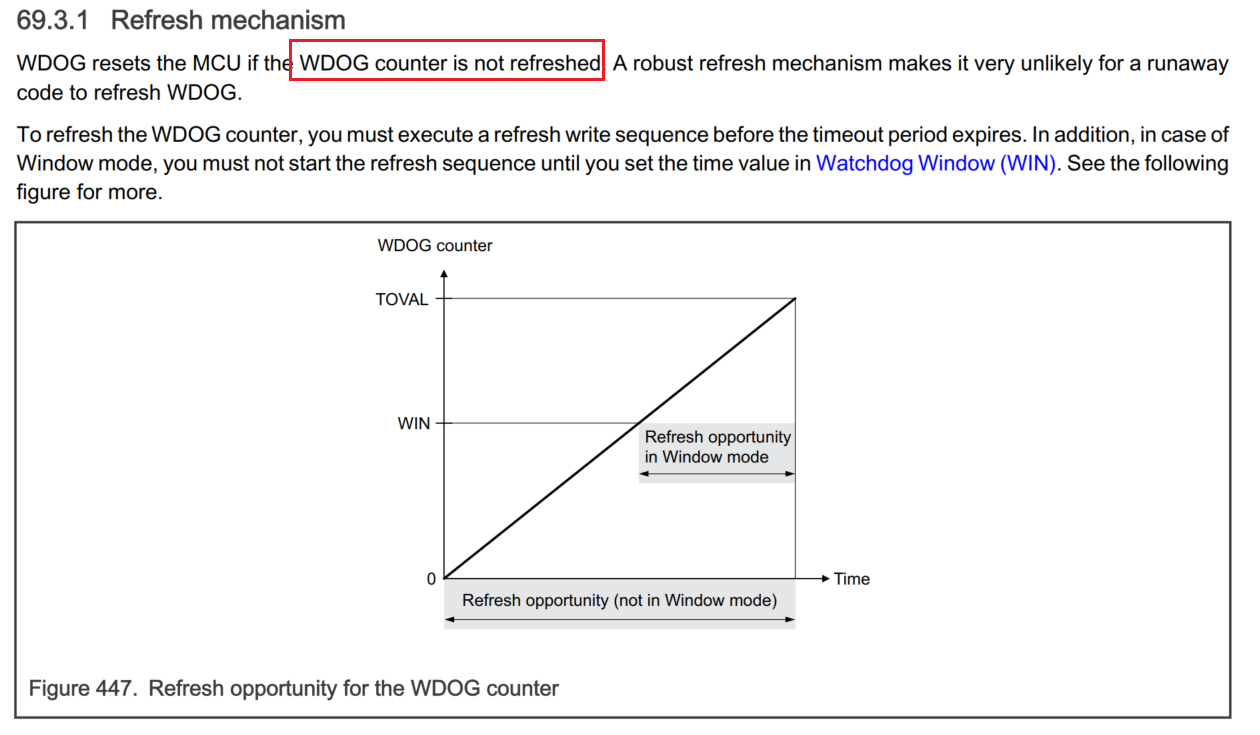 69.3.1 Refresh mechanism
WDOG resets the MCU if the WDOG counter is not refreshed. A robust refresh mechanism makes it very unlikely for a runaway
code to refresh WDOG.
To refresh the WDOG counter, you must execute a refresh write sequence before the timeout period expires. In addition, in case of
Window mode, you must not start the refresh sequence until you set the time value in Watchdog Window (WIN). See the following
figure for more.
WDOG counter
TOVAL
WIN
Refresh opportunity
in Window mode
0
Time
Refresh opportunity (not in Window mode)
Figure 447. Refresh opportunity for the WDOG counter